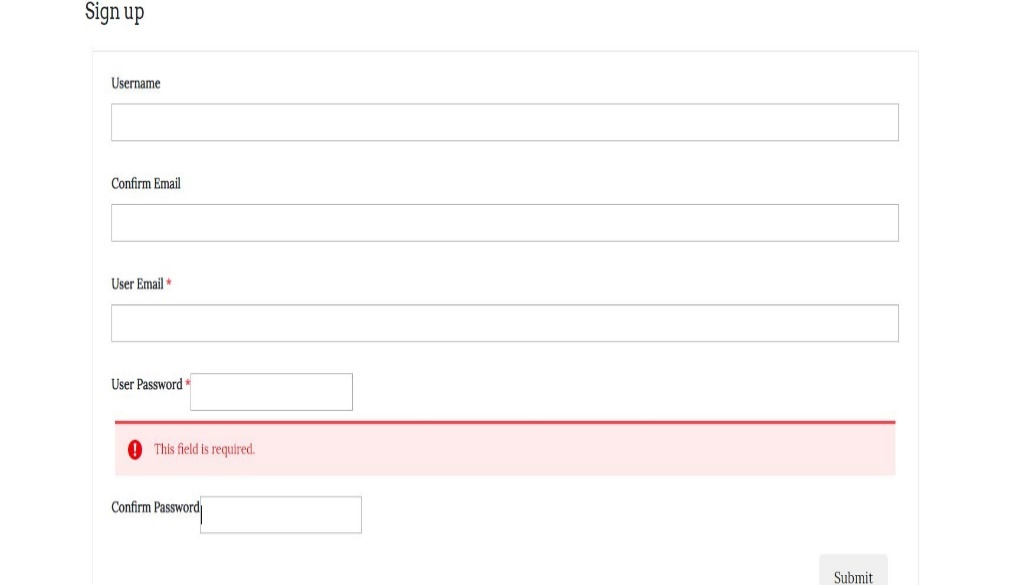 Sign up
Username
Confirm Email
User Email *
User Password *
This field is required.
Confirm Password
Submit